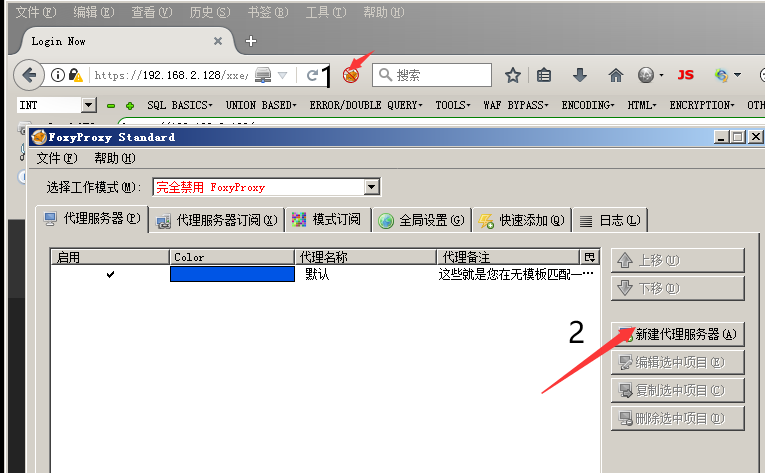 文件(F) 编辑(E) 查看(V) 历史(S) 书签(B) 工具(T) 帮助(H)
Login Now
https://192.168.2.128/xxe/ 1 搜索 JS
INT SQL BASICS UNION BASED ERROR/DOUBLE QUERY TOOLS WAF BYPASS ENCODING HTML ENCRYPTION OTH
FoxyProxy Standard
文件(F) 帮助(H)
选择工作模式(M): 完全禁用 FoxyProxy
代理服务器(P) 代理服务器订阅(X) 模式订阅 全局设置(G) 快速添加(Q) 日志(L)
启用 Color 代理名称 代理备注
默认 这些就是您在无模板匹配一…
上移(U)
下移(D)
2 新建代理服务器(A)
编辑选中项目(E)
复制选中项目(C)
删除选中项目(D)